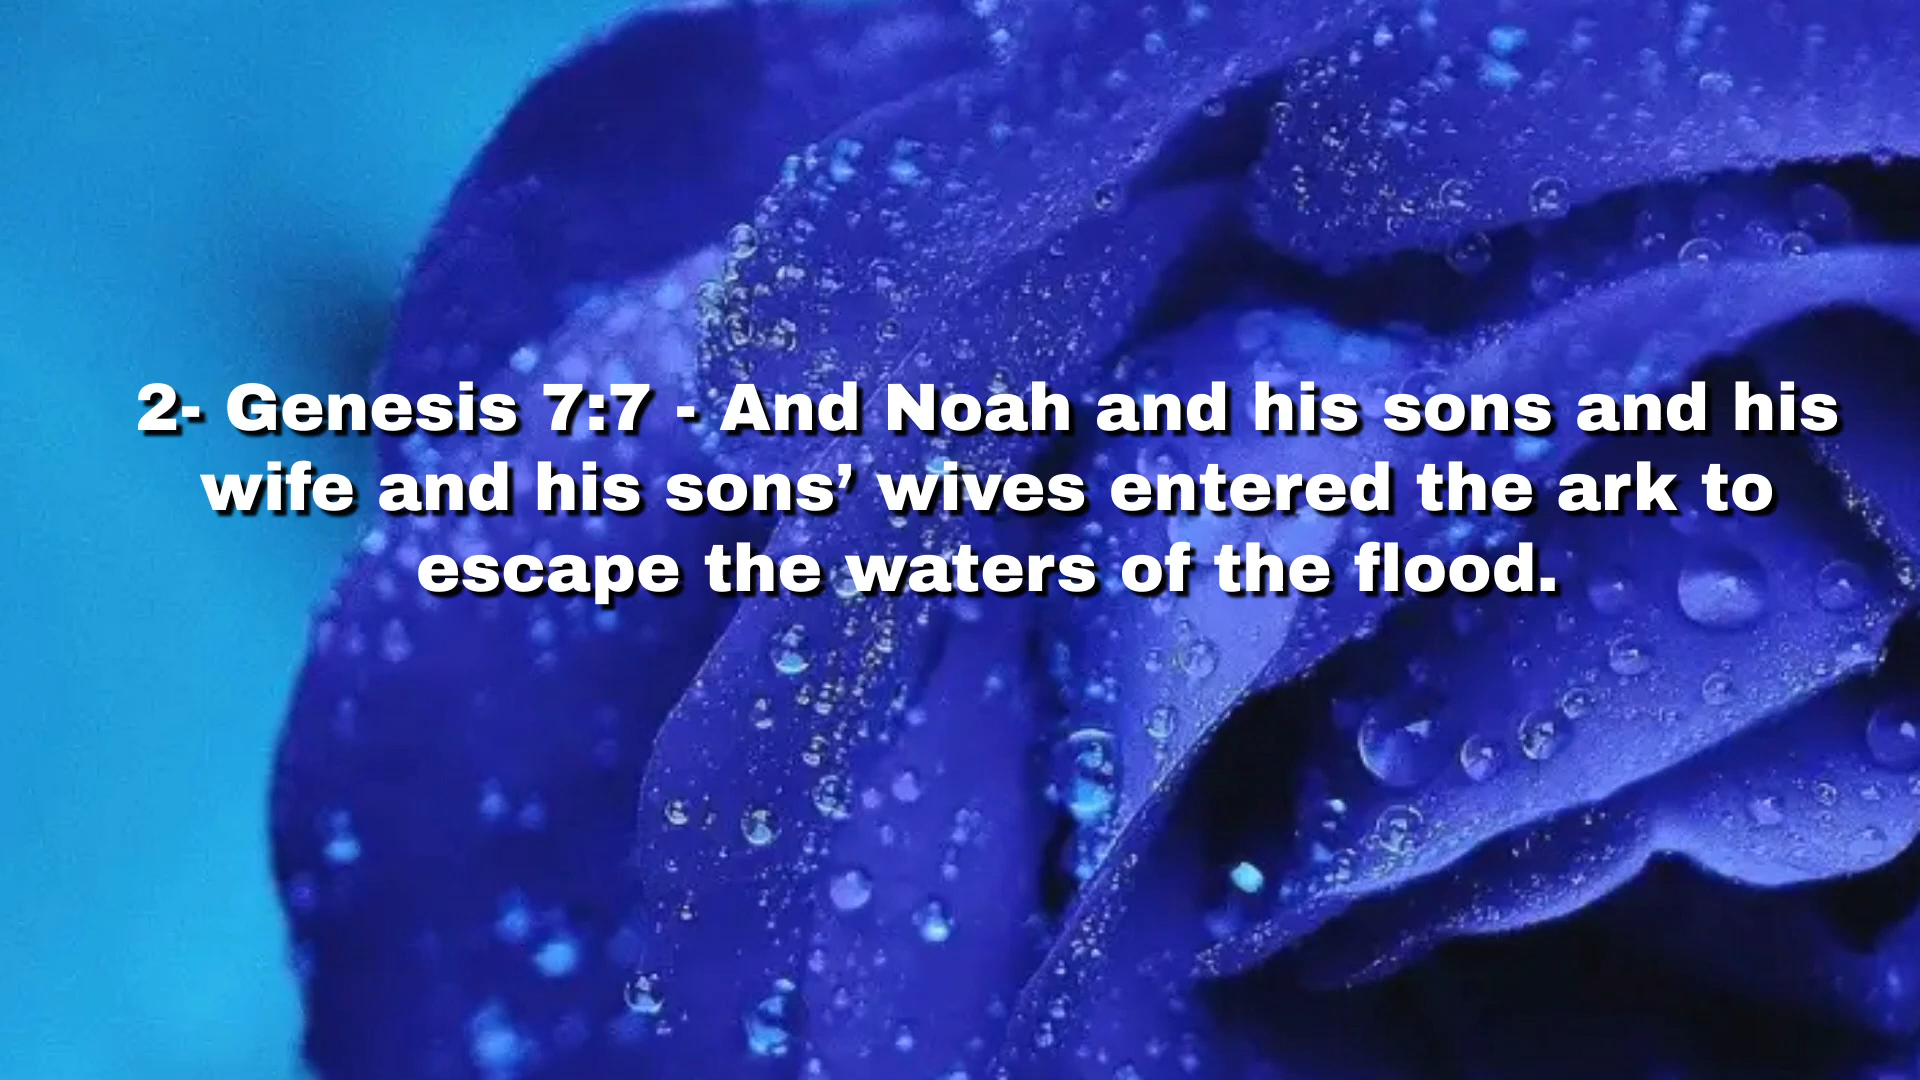 2- Genesis 7:7 - And Noah and his sons and his
wife and his sons’ wives entered the ark to
escape the waters of the flood.